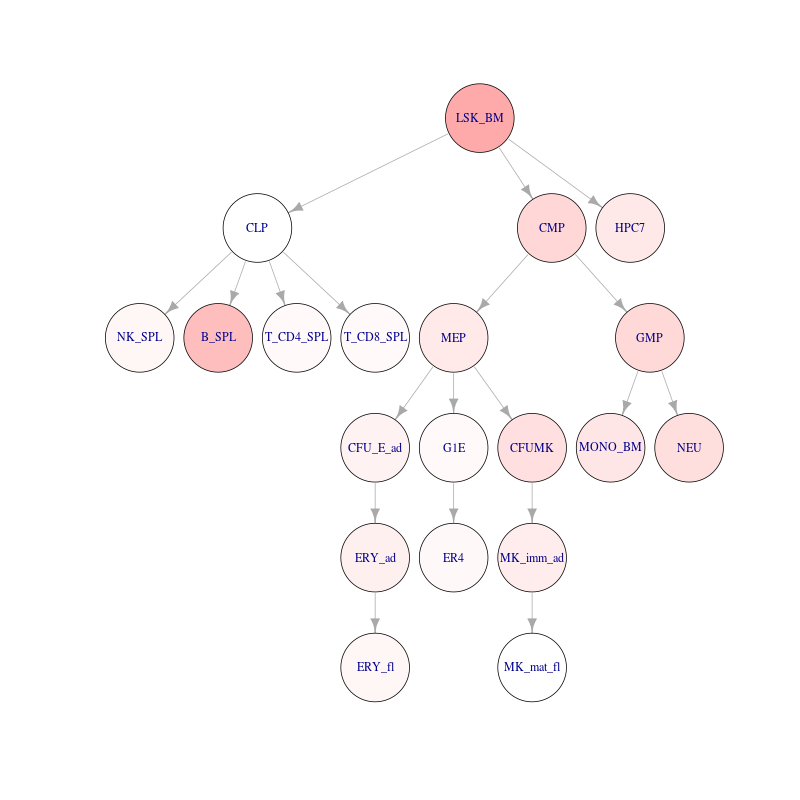 LSK_BM
CLP
CMP
HPC7
NK_SPL
B_SPL
T_CD4_SPL
T_CD8_SPL
MEP
GMP
CFU_E_ad
G1E
CFUMK
MONO_BM
NEU
ERY_ad
ER4
MK_imm_ad
ERY_fl
MK_mat_fl